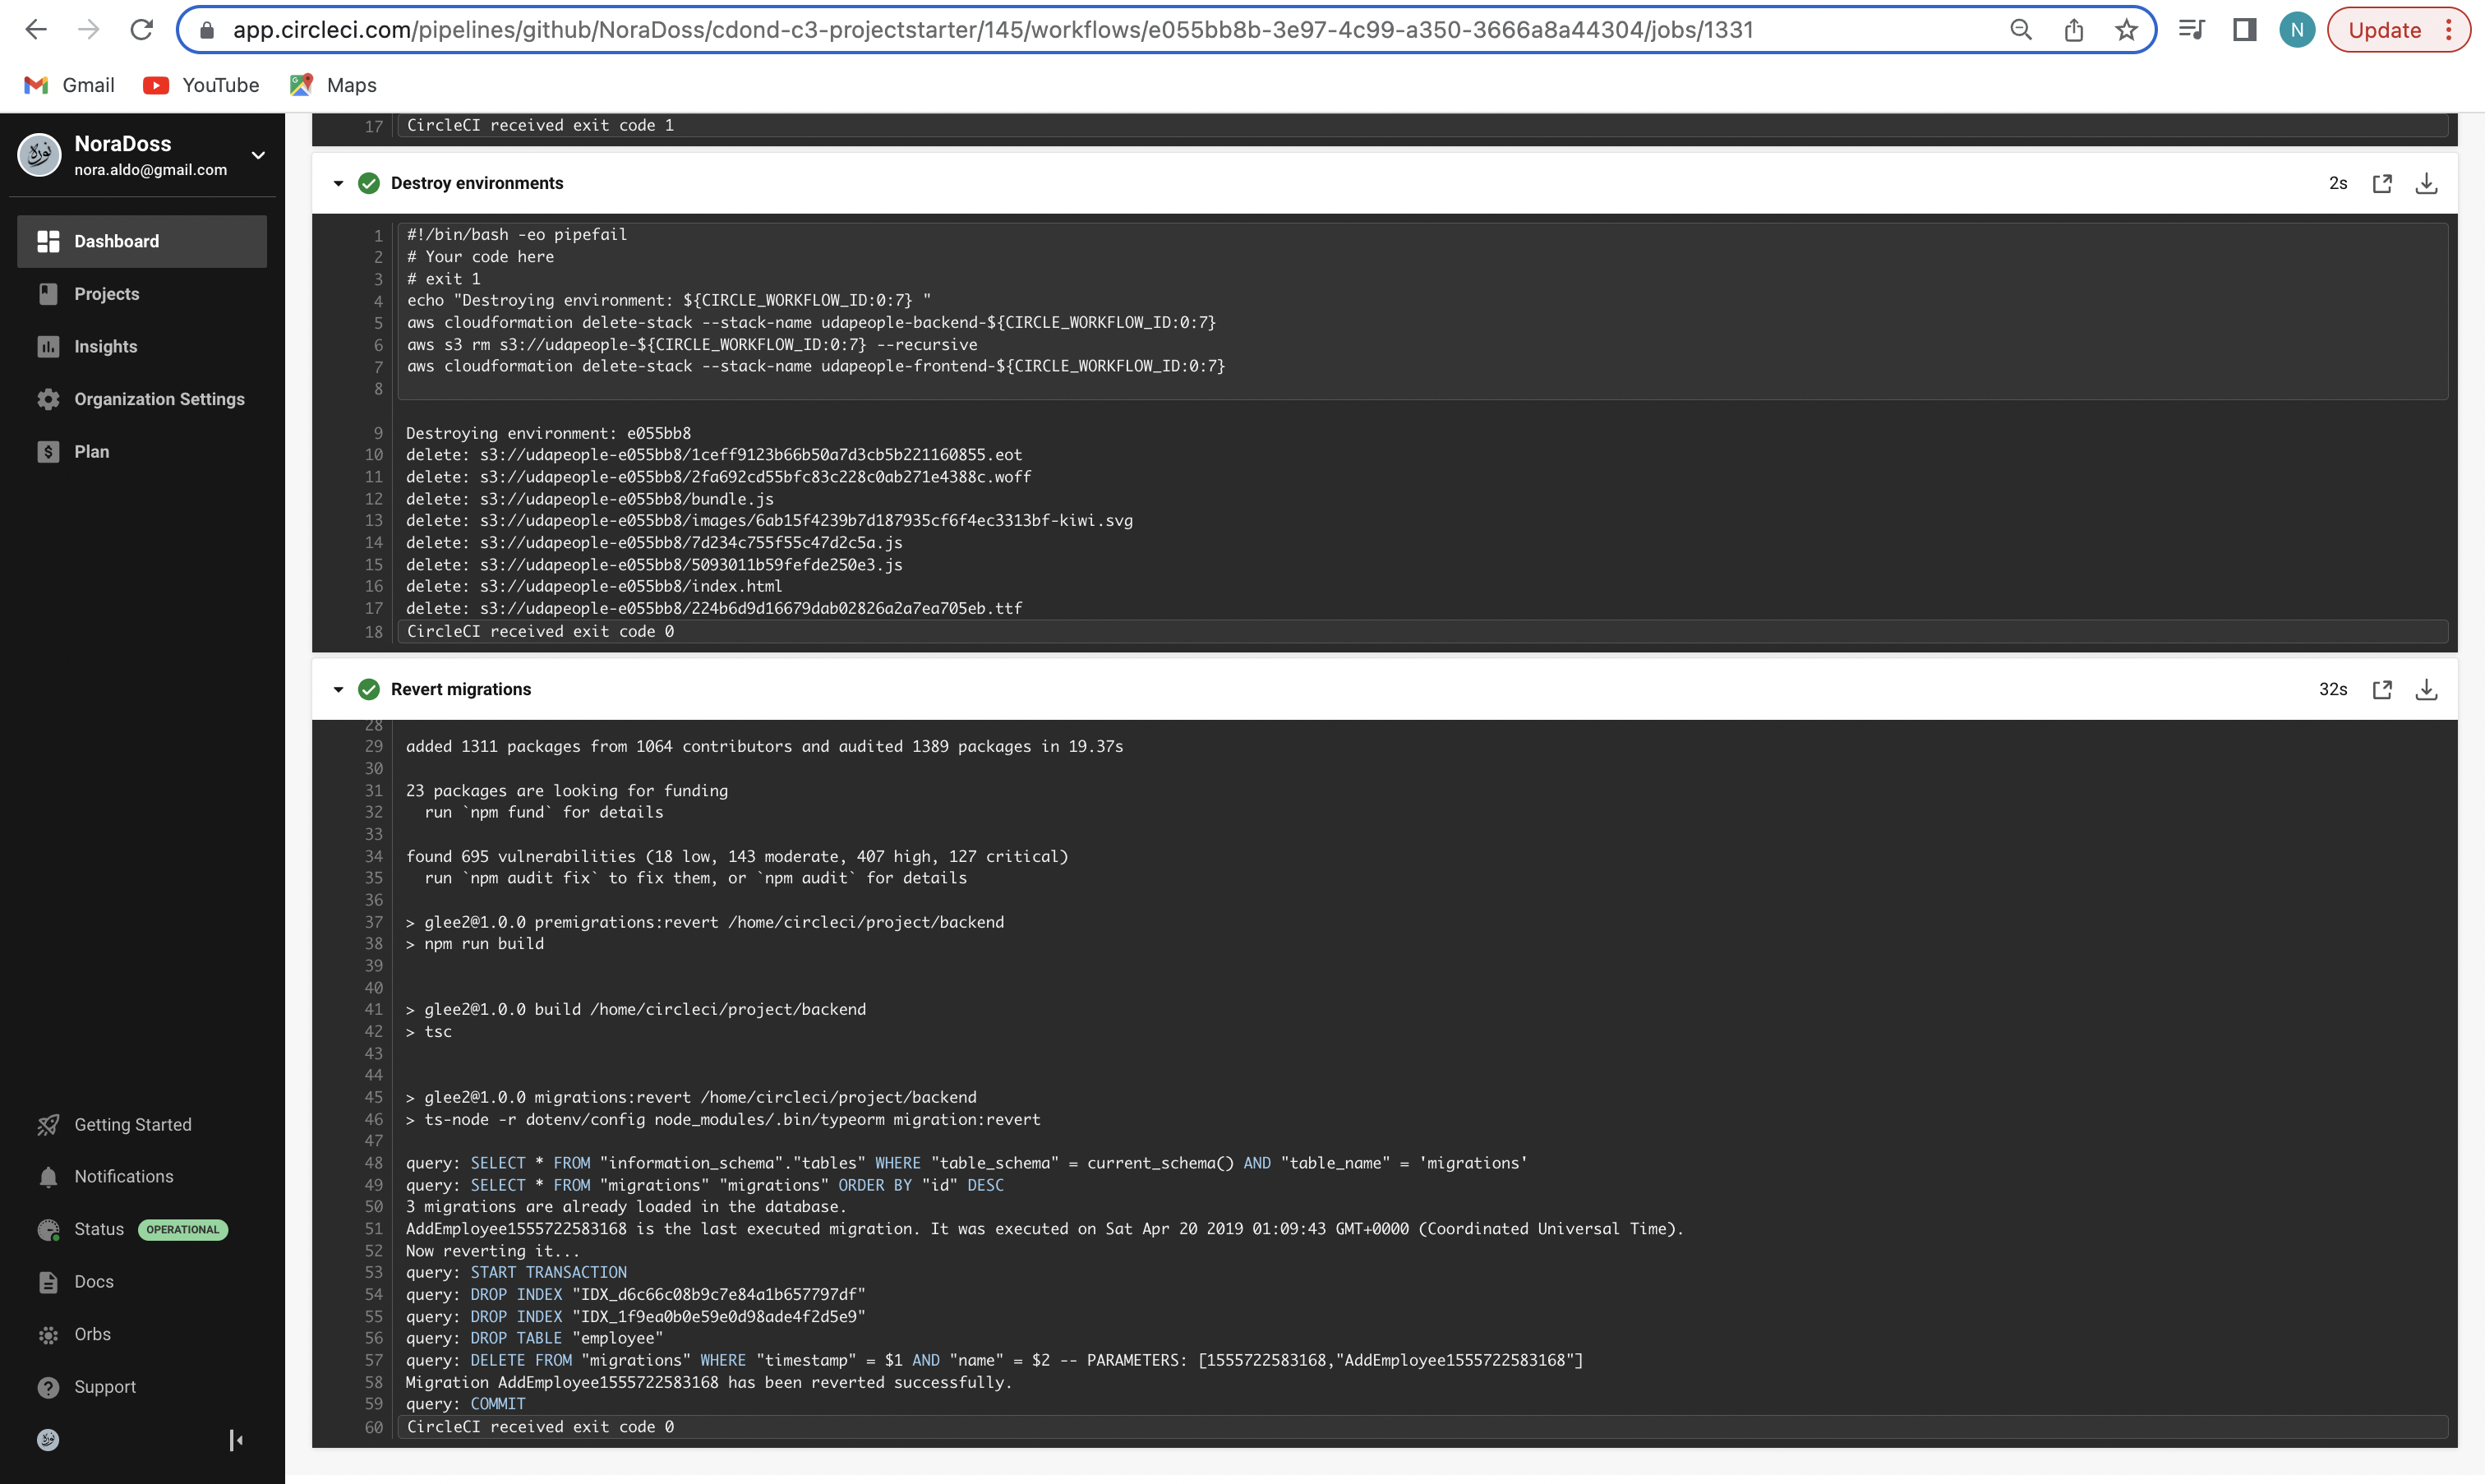 app.circleci.com/pipelines/github/NoraDoss/cdond-c3-projectstarter/145/workflows/e055bb8b-3e97-4c99-a350-3666a8a44304/jobs/1331
N
Update
Gmail
YouTube
Maps
نورة
NoraDoss
nora.aldo@gmail.com
Dashboard
Projects
Insights
Organization Settings
Plan
Getting Started
Notifications
Status OPERATIONAL
Docs
Orbs
Support
17 CircleCI received exit code 1
Destroy environments 2s
1 #!/bin/bash -eo pipefail
2 # Your code here
3 # exit 1
4 echo "Destroying environment: ${CIRCLE_WORKFLOW_ID:0:7} "
5 aws cloudformation delete-stack --stack-name udapeople-backend-${CIRCLE_WORKFLOW_ID:0:7}
6 aws s3 rm s3://udapeople-${CIRCLE_WORKFLOW_ID:0:7} --recursive
7 aws cloudformation delete-stack --stack-name udapeople-frontend-${CIRCLE_WORKFLOW_ID:0:7}
8
9 Destroying environment: e055bb8
10 delete: s3://udapeople-e055bb8/1ceff9123b66b50a7d3cb5b221160855.eot
11 delete: s3://udapeople-e055bb8/2fa692cd55bfc83c228c0ab271e4388c.woff
12 delete: s3://udapeople-e055bb8/bundle.js
13 delete: s3://udapeople-e055bb8/images/6ab15f4239b7d187935cf6f4ec3313bf-kiwi.svg
14 delete: s3://udapeople-e055bb8/7d234c755f55c47d2c5a.js
15 delete: s3://udapeople-e055bb8/5093011b59fefde250e3.js
16 delete: s3://udapeople-e055bb8/index.html
17 delete: s3://udapeople-e055bb8/224b6d9d16679dab02826a2a7ea705eb.ttf
18 CircleCI received exit code 0
Revert migrations 32s
28
29 added 1311 packages from 1064 contributors and audited 1389 packages in 19.37s
30
31 23 packages are looking for funding
32 run `npm fund` for details
33
34 found 695 vulnerabilities (18 low, 143 moderate, 407 high, 127 critical)
35 run `npm audit fix` to fix them, or `npm audit` for details
36
37 > glee2@1.0.0 premigrations:revert /home/circleci/project/backend
38 > npm run build
39
40
41 > glee2@1.0.0 build /home/circleci/project/backend
42 > tsc
43
44
45 > glee2@1.0.0 migrations:revert /home/circleci/project/backend
46 > ts-node -r dotenv/config node_modules/.bin/typeorm migration:revert
47
48 query: SELECT * FROM "information_schema"."tables" WHERE "table_schema" = current_schema() AND "table_name" = 'migrations'
49 query: SELECT * FROM "migrations" "migrations" ORDER BY "id" DESC
50 3 migrations are already loaded in the database.
51 AddEmployee1555722583168 is the last executed migration. It was executed on Sat Apr 20 2019 01:09:43 GMT+0000 (Coordinated Universal Time).
52 Now reverting it...
53 query: START TRANSACTION
54 query: DROP INDEX "IDX_d6c66c08b9c7e84a1b657797df"
55 query: DROP INDEX "IDX_1f9ea0b0e59e0d98ade4f2d5e9"
56 query: DROP TABLE "employee"
57 query: DELETE FROM "migrations" WHERE "timestamp" = $1 AND "name" = $2 -- PARAMETERS: [1555722583168,"AddEmployee1555722583168"]
58 Migration AddEmployee1555722583168 has been reverted successfully.
59 query: COMMIT
60 CircleCI received exit code 0